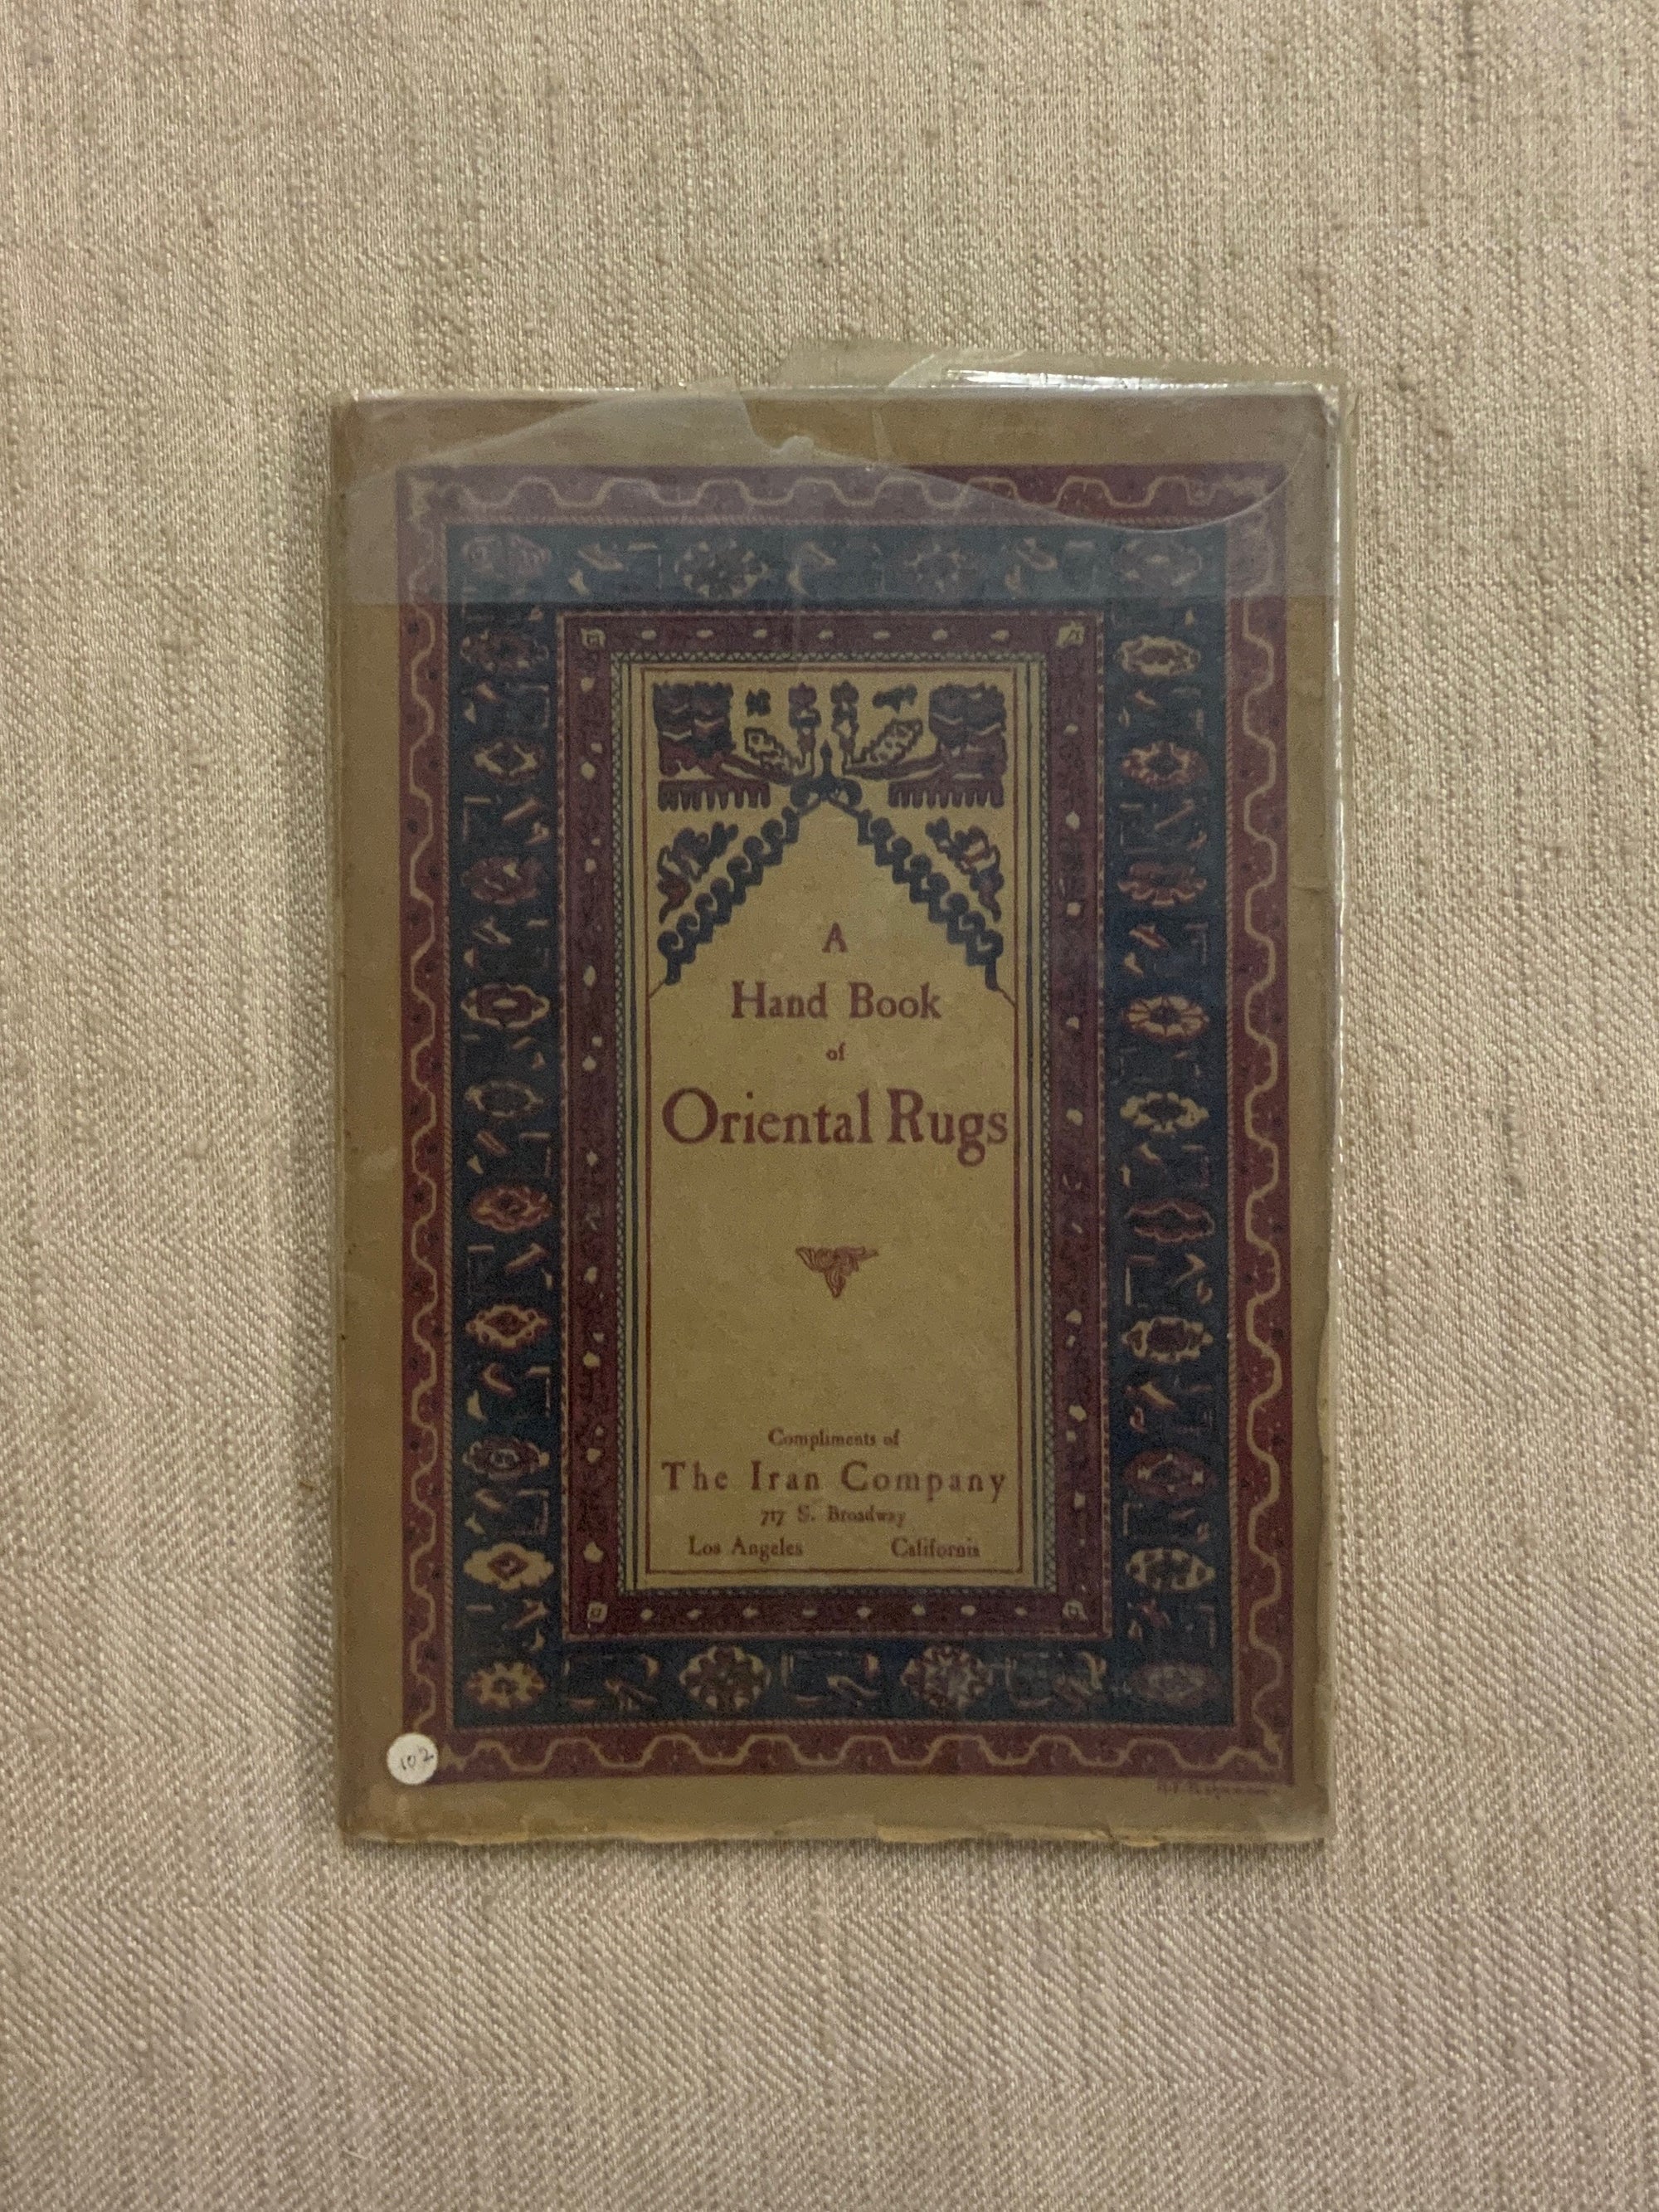 A
Hand Book
of
Oriental Rugs
Compliments of
The Iran Company
717 S. Broadway
Los Angeles California
102